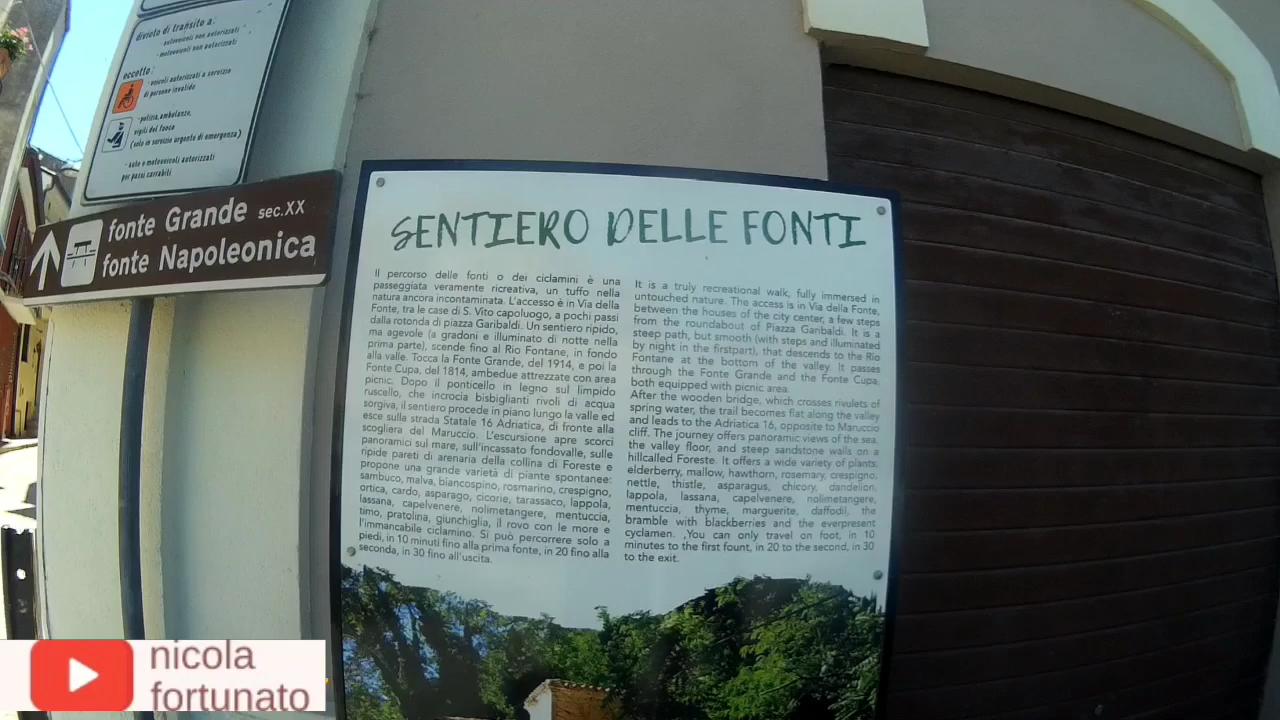 divieto di transito a:
- autoveicoli non autorizzati
- motoveicoli non autorizzati
eccetto:
- veicoli autorizzati a servizio
di persone invalide
- polizia, ambulanze,
vigili del fuoco
(solo in servizio urgente di emergenza)
- auto e motoveicoli autorizzati
per passi carrabili
fonte Grande sec.XX
fonte Napoleonica
SENTIERO DELLE FONTI
Il percorso delle fonti o dei ciclamini è una
passeggiata veramente ricreativa, un tuffo nella
natura ancora incontaminata. L'accesso è in Via della
Fonte, tra le case di S. Vito capoluogo, a pochi passi
dalla rotonda di piazza Garibaldi. Un sentiero ripido,
ma agevole (a gradoni e illuminato di notte nella
prima parte), scende fino al Rio Fontane, in fondo
alla valle. Tocca la Fonte Grande, del 1914, e poi la
Fonte Cupa, del 1814, ambedue attrezzate con area
picnic. Dopo il ponticello in legno sul limpido
ruscello, che incrocia bisbiglianti rivoli di acqua
sorgiva, il sentiero procede in piano lungo la valle ed
esce sulla strada Statale 16 Adriatica, di fronte alla
scogliera del Maruccio. L'escursione apre scorci
panoramici sul mare, sull'incassato fondovalle, sulle
ripide pareti di arenaria della collina di Foreste e
propone una grande varietà di piante spontanee:
sambuco, malva, biancospino, rosmarino, crespigno,
ortica, cardo, asparago, cicorie, tarassaco, lappola,
lassana, capelvenere, nolimetangere, mentuccia,
timo, pratolina, giunchiglia, il rovo con le more e
l'immancabile ciclamino. Si può percorrere solo a
piedi, in 10 minuti fino alla prima fonte, in 20 fino alla
seconda, in 30 fino all'uscita.
It is a truly recreational walk, fully immersed in
untouched nature. The access is in Via della Fonte,
between the houses of the city center, a few steps
from the roundabout of Piazza Garibaldi. It is a
steep path, but smooth (with steps and illuminated
by night in the firstpart), that descends to the Rio
Fontane at the bottom of the valley. It passes
through the Fonte Grande and the Fonte Cupa,
both equipped with picnic area.
After the wooden bridge, which crosses rivulets of
spring water, the trail becomes flat along the valley
and leads to the Adriatica 16, opposite to Maruccio
cliff. The journey offers panoramic views of the sea,
the valley floor, and steep sandstone walls on a
hillcalled Foreste. It offers a wide variety of plants:
elderberry, mallow, hawthorn, rosemary, crespigno,
nettle, thistle, asparagus, chicory, dandelion,
lappola, lassana, capelvenere, nolimetangere,
mentuccia, thyme, marguerite, daffodil, the
bramble with blackberries and the everpresent
cyclamen. ,You can only travel on foot, in 10
minutes to the first fount, in 20 to the second, in 30
to the exit.
nicola
fortunato